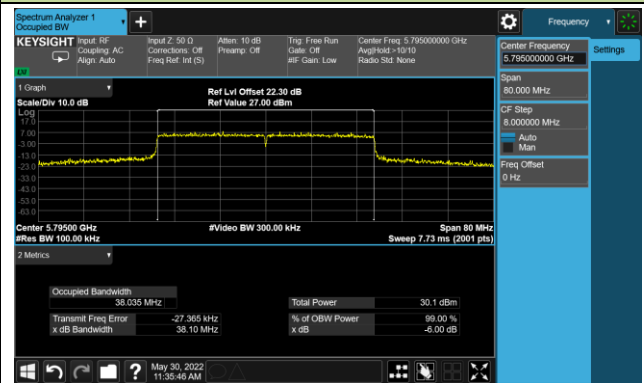 Spectrum Analyzer 1
Occupied BW
Frequency
KEYSIGHT
Input: RF
Coupling: AC
Align: Auto
Input Z: 50 Ω
Corrections: Off
Freq Ref: Int (S)
Atten: 10 dB
Preamp: Off
Trig: Free Run
Gate: Off
#IF Gain: Low
Center Freq: 5.795000000 GHz
Avg|Hold:>10/10
Radio Std: None
Center Frequency
5.795000000 GHz
Settings
Span
80.000 MHz
CF Step
8.000000 MHz
Auto
Man
Freq Offset
0 Hz
1 Graph
Scale/Div 10.0 dB
Ref Lvl Offset 22.30 dB
Ref Value 27.00 dBm
Log
17.0
7.00
-3.00
-13.0
-23.0
-33.0
-43.0
-53.0
-63.0
Center 5.79500 GHz
#Video BW 300.00 kHz
Span 80 MHz
#Res BW 100.00 kHz
Sweep 7.73 ms (2001 pts)
2 Metrics
Occupied Bandwidth
38.035 MHz
Total Power
30.1 dBm
Transmit Freq Error
-27.365 kHz
% of OBW Power
99.00 %
x dB Bandwidth
38.10 MHz
x dB
-6.00 dB
May 30, 2022
11:35:46 AM